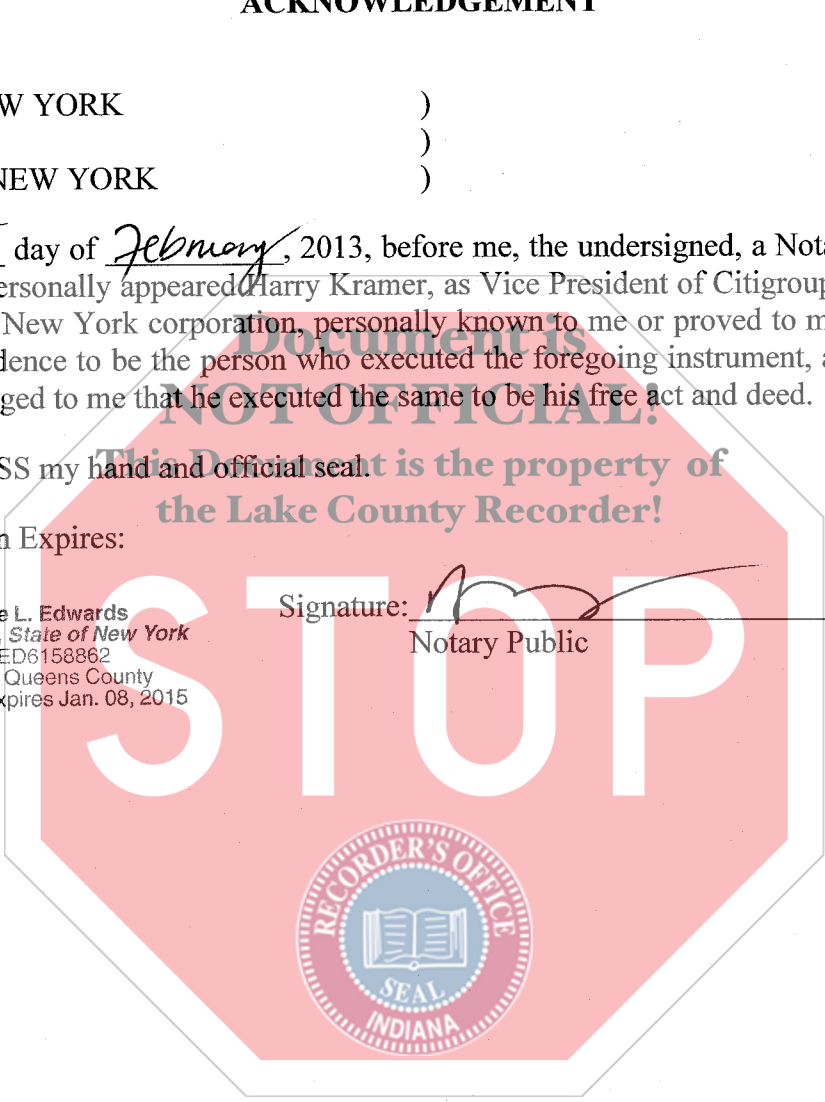 ACKNOWLEDGEMENT
W YORK )
)
NEW YORK )
day of February, 2013, before me, the undersigned, a Nota
ersonally appeared Harry Kramer, as Vice President of Citigroup
New York corporation, personally known to me or proved to m
dence to be the person who executed the foregoing instrument, a
ged to me that he executed the same to be his free act and deed.
Document is
NOT OFFICIAL!
This Document is the property of
the Lake County Recorder!
SS my hand and official seal.
n Expires:
Signature:
Notary Public
e L. Edwards
, State of New York
ED6158862
Queens County
xpires Jan. 08, 2015
STOP
RECORDER'S OFFICE
SEAL
INDIANA